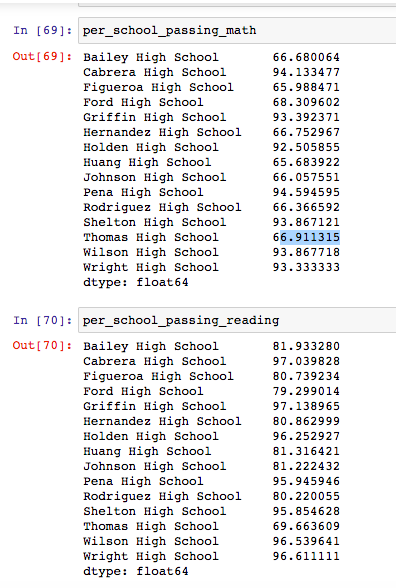 In [69]: per_school_passing_math
Out[69]: Bailey High School 66.680064
Cabrera High School 94.133477
Figueroa High School 65.988471
Ford High School 68.309602
Griffin High School 93.392371
Hernandez High School 66.752967
Holden High School 92.505855
Huang High School 65.683922
Johnson High School 66.057551
Pena High School 94.594595
Rodriguez High School 66.366592
Shelton High School 93.867121
Thomas High School 66.911315
Wilson High School 93.867718
Wright High School 93.333333
dtype: float64
In [70]: per_school_passing_reading
Out[70]: Bailey High School 81.933280
Cabrera High School 97.039828
Figueroa High School 80.739234
Ford High School 79.299014
Griffin High School 97.138965
Hernandez High School 80.862999
Holden High School 96.252927
Huang High School 81.316421
Johnson High School 81.222432
Pena High School 95.945946
Rodriguez High School 80.220055
Shelton High School 95.854628
Thomas High School 69.663609
Wilson High School 96.539641
Wright High School 96.611111
dtype: float64